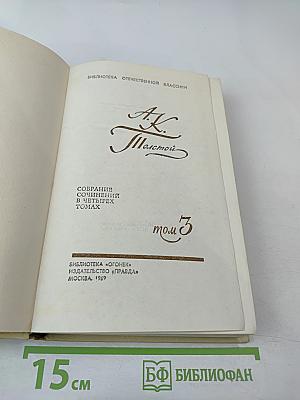 БИБЛИОТЕКА ОТЕЧЕСТВЕННОЙ КЛАССИКИ
А. К.
Толстой
СОБРАНИЕ
СОЧИНЕНИЙ
В ЧЕТЫРЕХ
ТОМАХ
том 3
БИБЛИОТЕКА «ОГОНЕК»
ИЗДАТЕЛЬСТВО «ПРАВДА»
МОСКВА, 1969
15 см
БФ БИБЛИОФАН